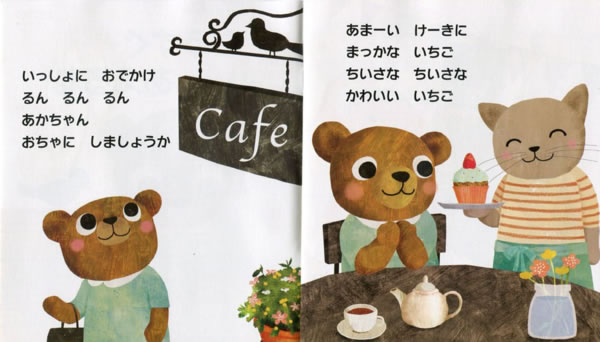 いっしょに　おでかけ
るん　るん　るん
あかちゃん
おちゃに　しましょうか
Cafe
あまーい　けーきに
まっかな　いちご
ちいさな　ちいさな
かわいい　いちご